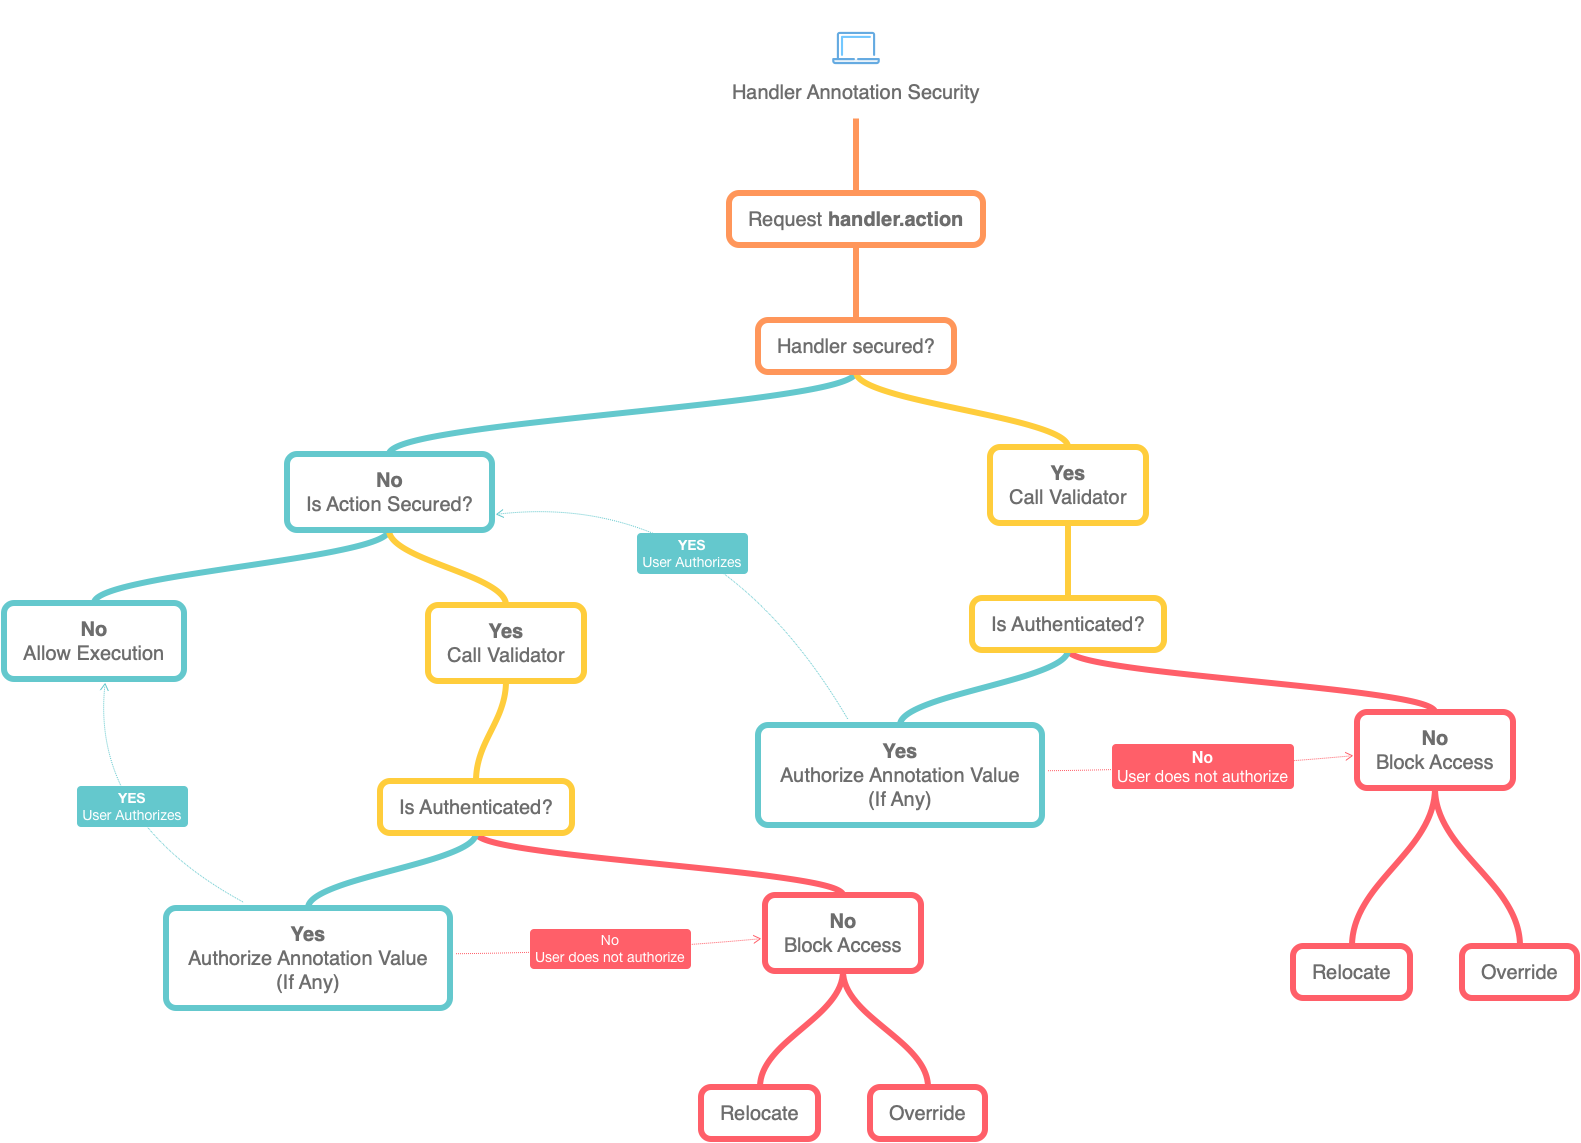 Handler Annotation Security
Request handler.action
Handler secured?
No
Is Action Secured?
Yes
Call Validator
YES
User Authorizes
No
Allow Execution
Yes
Call Validator
Is Authenticated?
Yes
Authorize Annotation Value
(If Any)
No
User does not authorize
No
Block Access
YES
User Authorizes
Is Authenticated?
Yes
Authorize Annotation Value
(If Any)
No
User does not authorize
No
Block Access
Relocate
Override
Relocate
Override